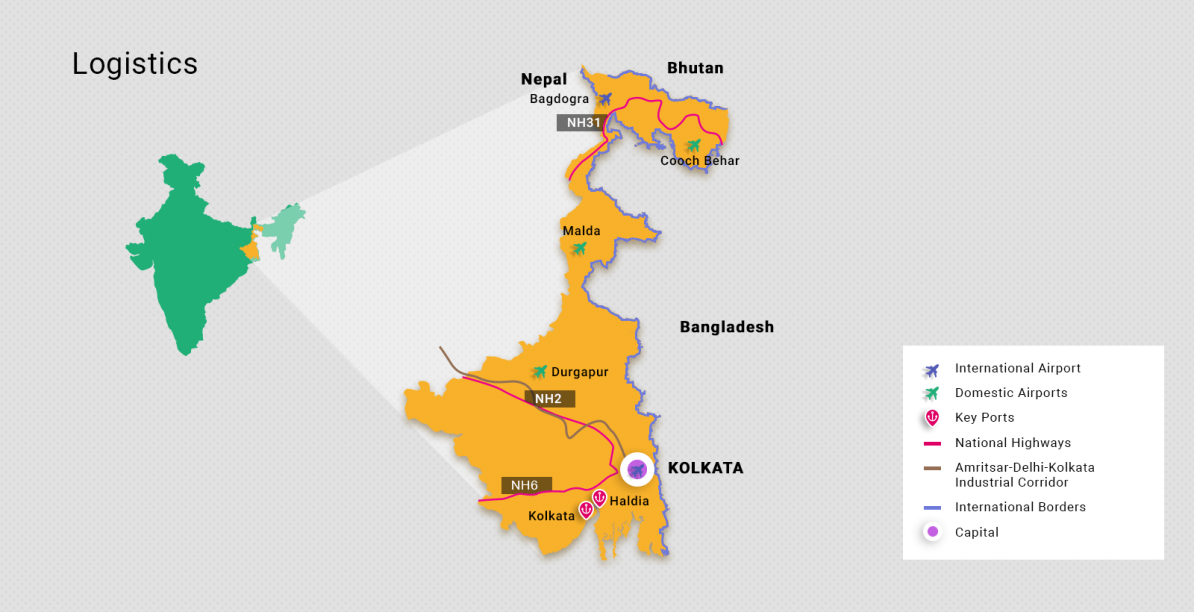 Logistics
Nepal
Bhutan
Bagdogra
NH31
Cooch Behar
Malda
Bangladesh
Durgapur
NH2
KOLKATA
NH6
Haldia
Kolkata
International Airport
Domestic Airports
Key Ports
National Highways
Amritsar-Delhi-Kolkata
Industrial Corridor
International Borders
Capital